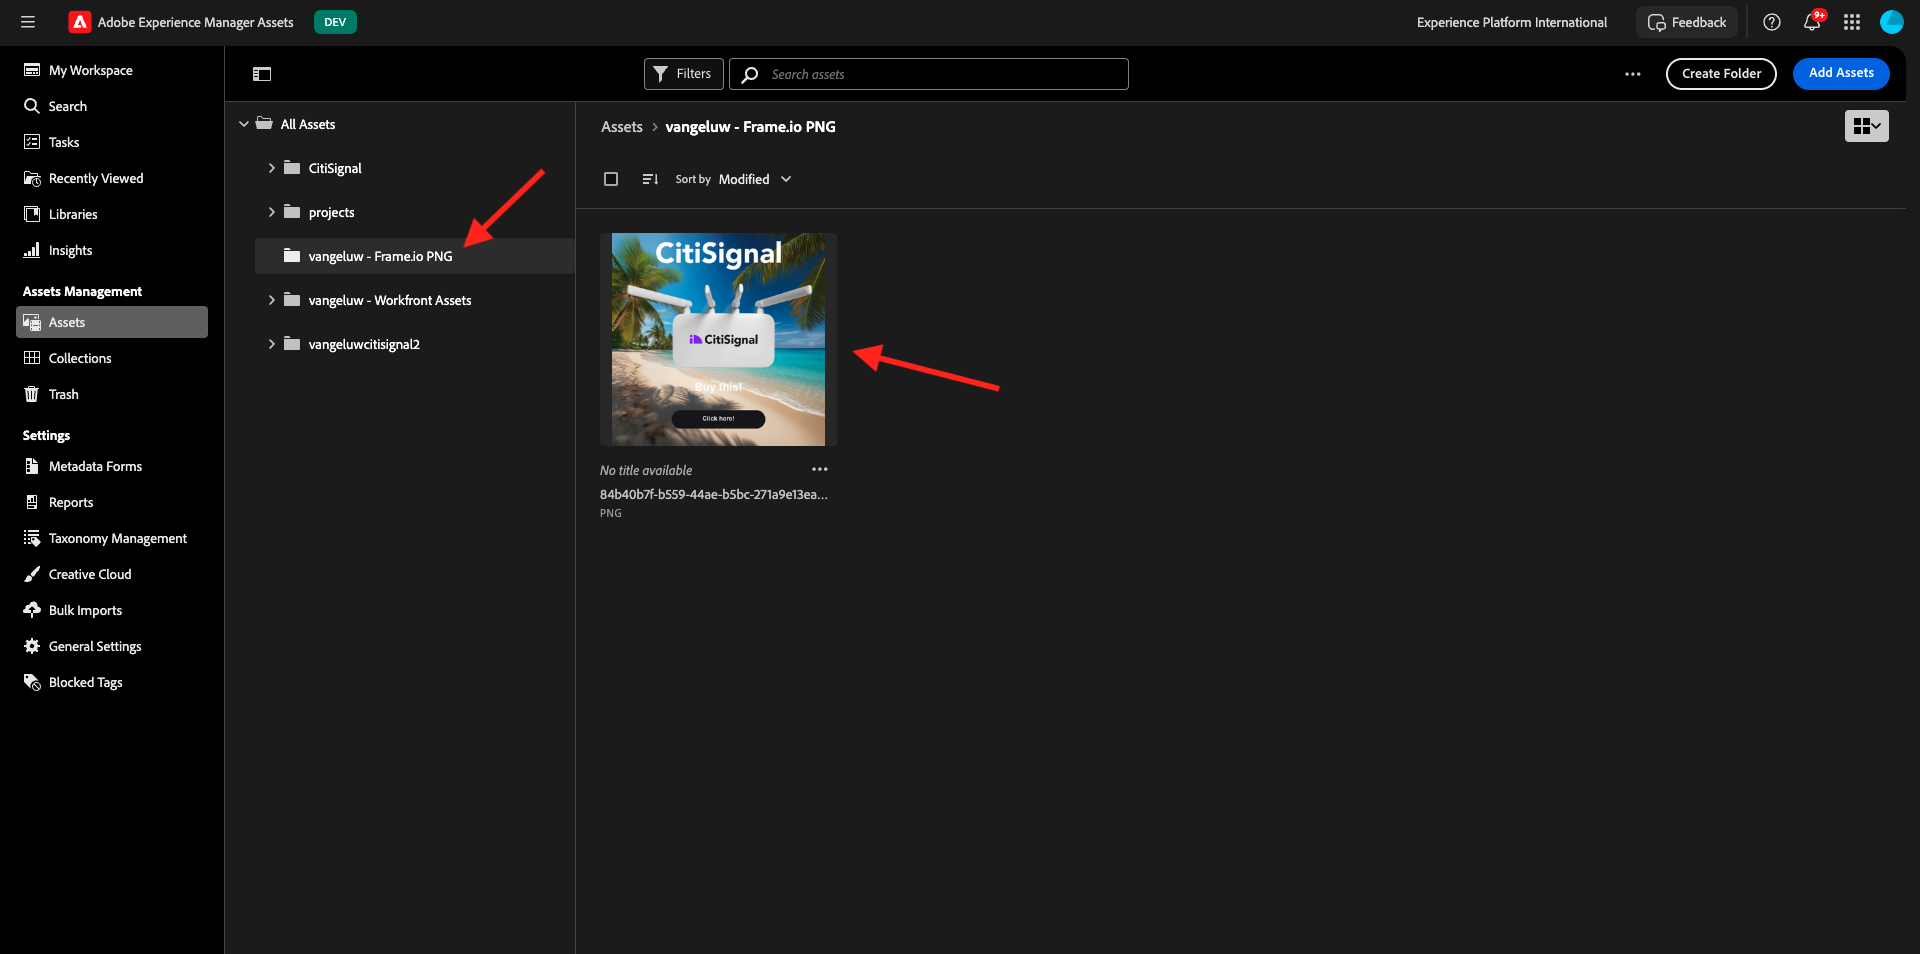 Adobe Experience Manager Assets
DEV
Experience Platform International
Feedback
9+
My Workspace
Search
Tasks
Recently Viewed
Libraries
Insights
Assets Management
Assets
Collections
Trash
Settings
Metadata Forms
Reports
Taxonomy Management
Creative Cloud
Bulk Imports
General Settings
Blocked Tags
Filters
Search assets
Create Folder
Add Assets
All Assets
CitiSignal
projects
vangeluw - Frame.io PNG
vangeluw - Workfront Assets
vangeluwcitisignal2
Assets > vangeluw - Frame.io PNG
Sort by Modified
CitiSignal
CitiSignal
Buy this!
Click here!
No title available
84b40b7f-b559-44ae-b5bc-271a9e13ea...
PNG